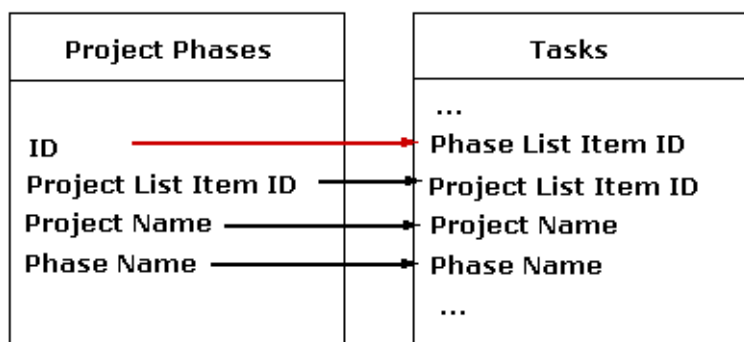 Project Phases
ID
Project List Item ID
Project Name
Phase Name
Tasks
...
Phase List Item ID
Project List Item ID
Project Name
Phase Name
...